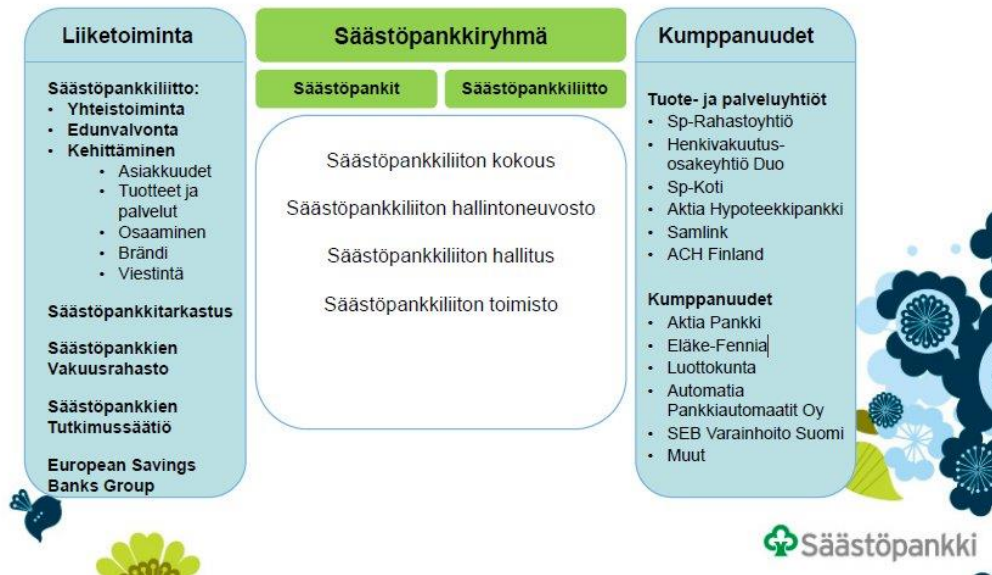 Liiketoiminta
Säästöpankkiliitto:
• Yhteistoiminta
• Edunvalvonta
• Kehittäminen
• Asiakkuudet
• Tuotteet ja
palvelut
• Osaaminen
• Brändi
• Viestintä
Säästöpankkitarkastus
Säästöpankkien
Vakuusrahasto
Säästöpankkien
Tutkimussäätiö
European Savings
Banks Group
Säästöpankkiryhmä
Säästöpankit
Säästöpankkiliitto
Säästöpankkiliiton kokous
Säästöpankkiliiton hallintoneuvosto
Säästöpankkiliiton hallitus
Säästöpankkiliiton toimisto
Kumppanuudet
Tuote- ja palveluyhtiöt
• Sp-Rahastoyhtiö
• Henkivakuutus-
osakeyhtiö Duo
• Sp-Koti
• Aktia Hypoteekkipankki
• Samlink
• ACH Finland
Kumppanuudet
• Aktia Pankki
• Eläke-Fennia
• Luottokunta
• Automatia
Pankkiautomaatit Oy
• SEB Varainhoito Suomi
• Muut
Säästöpankki